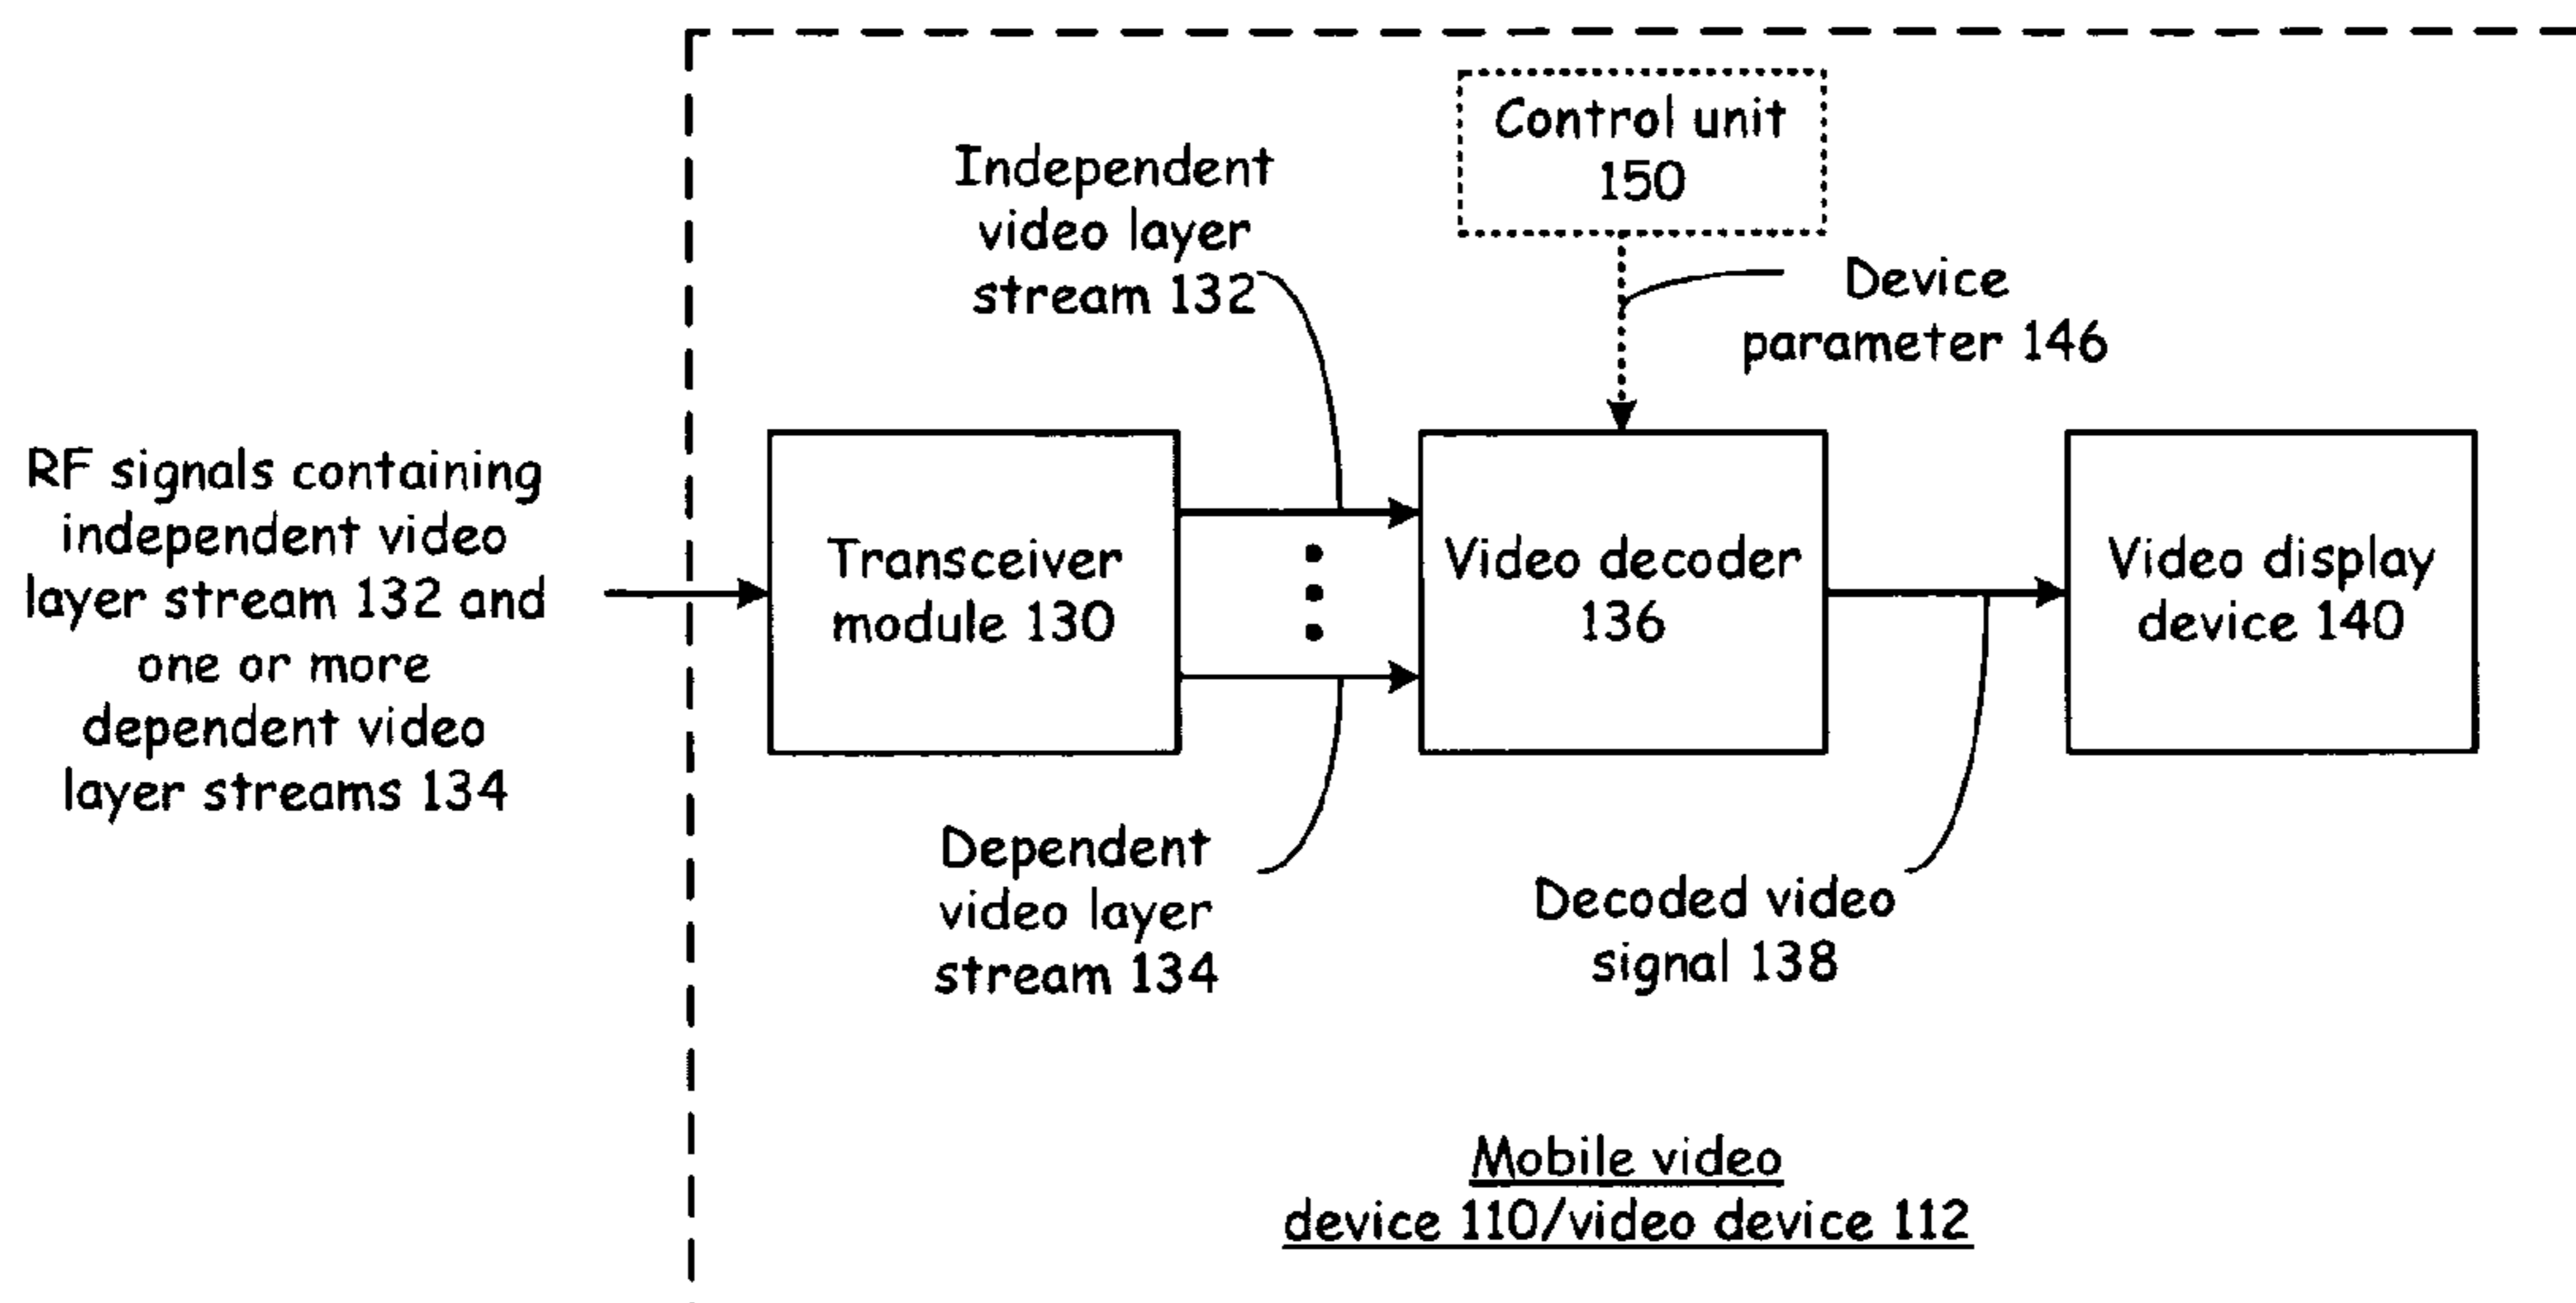 Control unit
150
Independent
video layer
stream 132
Device
parameter 146
RF signals containing
independent video
layer stream 132 and
one or more
dependent video
layer streams 134
Transceiver
module 130
Video decoder
136
Video display
device 140
Dependent
video layer
stream 134
Decoded video
signal 138
Mobile video
device 110/video device 112